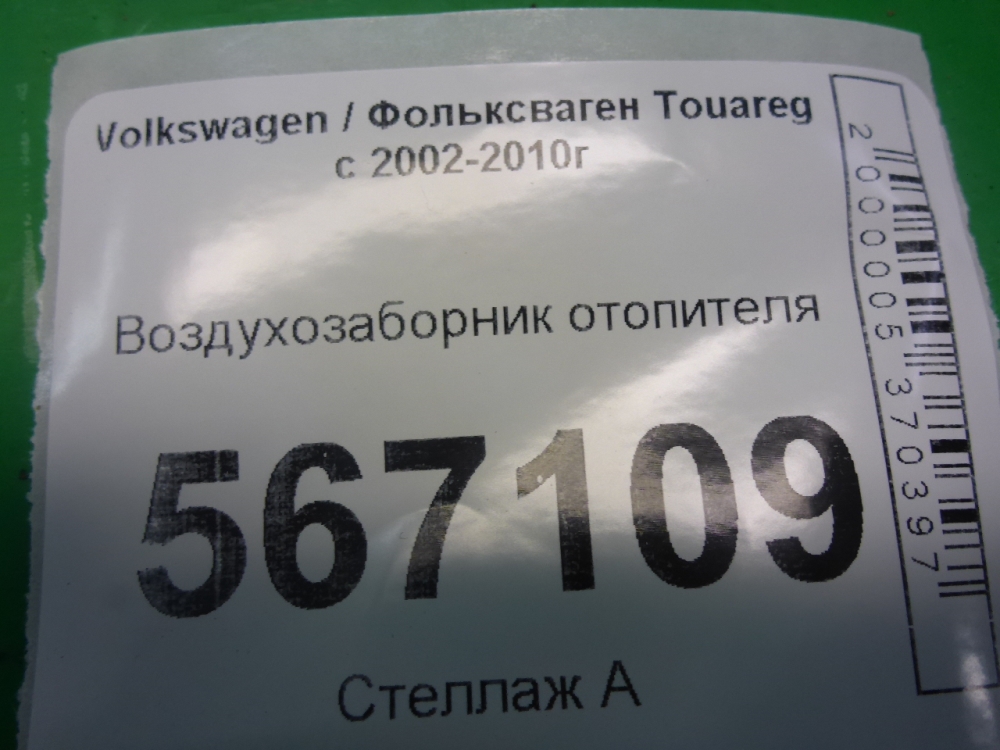 Volkswagen / Фольксваген Touareg
с 2002-2010г
Воздухозаборник отопителя
567109
Стеллаж А
2000005370397